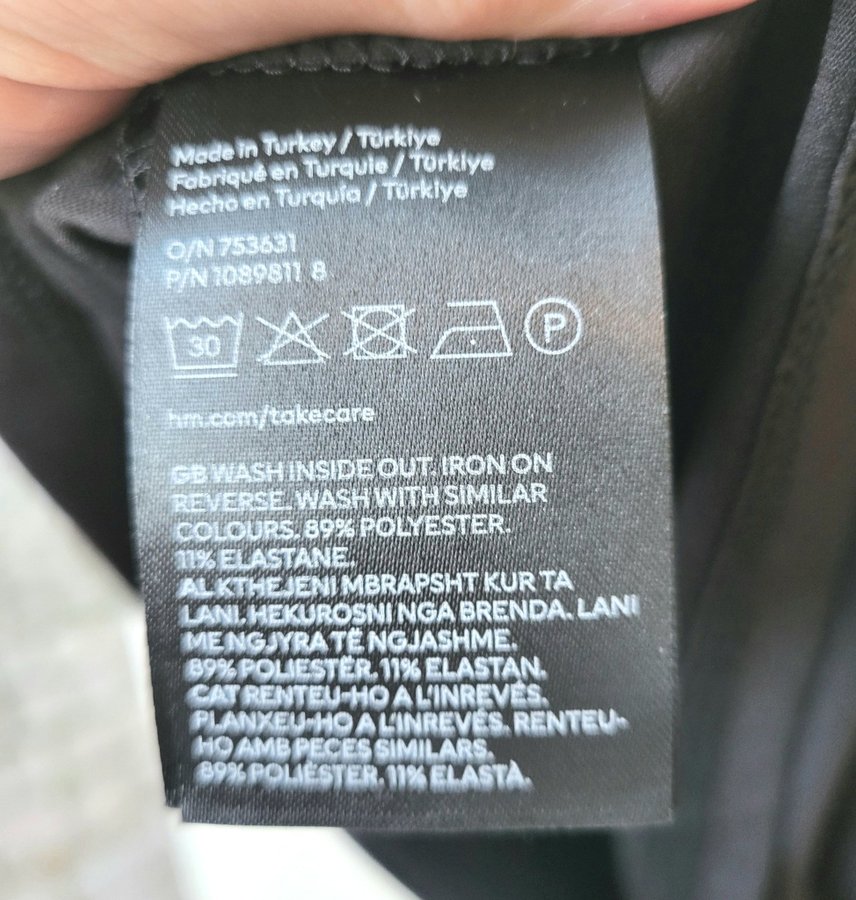 Made in Turkey / Türkiye
Fabriqué en Turquie / Türkiye
Hecho en Turquía / Türkiye
O/N 753631
P/N 1089811 8
30 P
hm.com/takecare
GB WASH INSIDE OUT. IRON ON
REVERSE. WASH WITH SIMILAR
COLOURS. 89% POLYESTER.
11% ELASTANE.
AL KTHEJENI MBRAPSHT KUR TA
LANI. HEKUROSNI NGA BRENDA. LANI
ME NGJYRA TË NGJASHME.
89% POLIESTËR. 11% ELASTAN.
CAT RENTEU-HO A L'INREVÉS.
PLANXEU-HO A L'INREVÉS. RENTEU-
HO AMB PECES SIMILARS.
89% POLIÈSTER. 11% ELASTÀ.